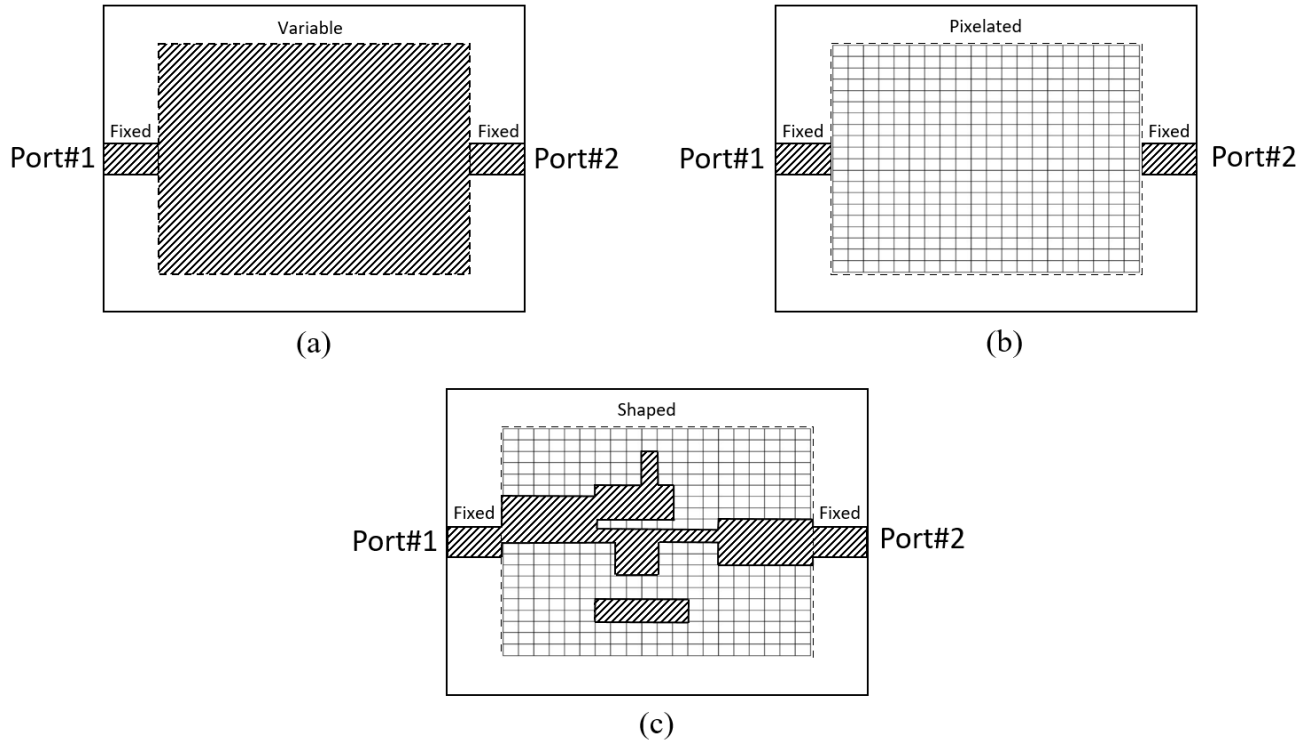 Variable
Fixed
Fixed
Port#1
Port#2
(a)
Pixelated
Fixed
Fixed
Port#1
Port#2
(b)
Shaped
Fixed
Fixed
Port#1
Port#2
(c)